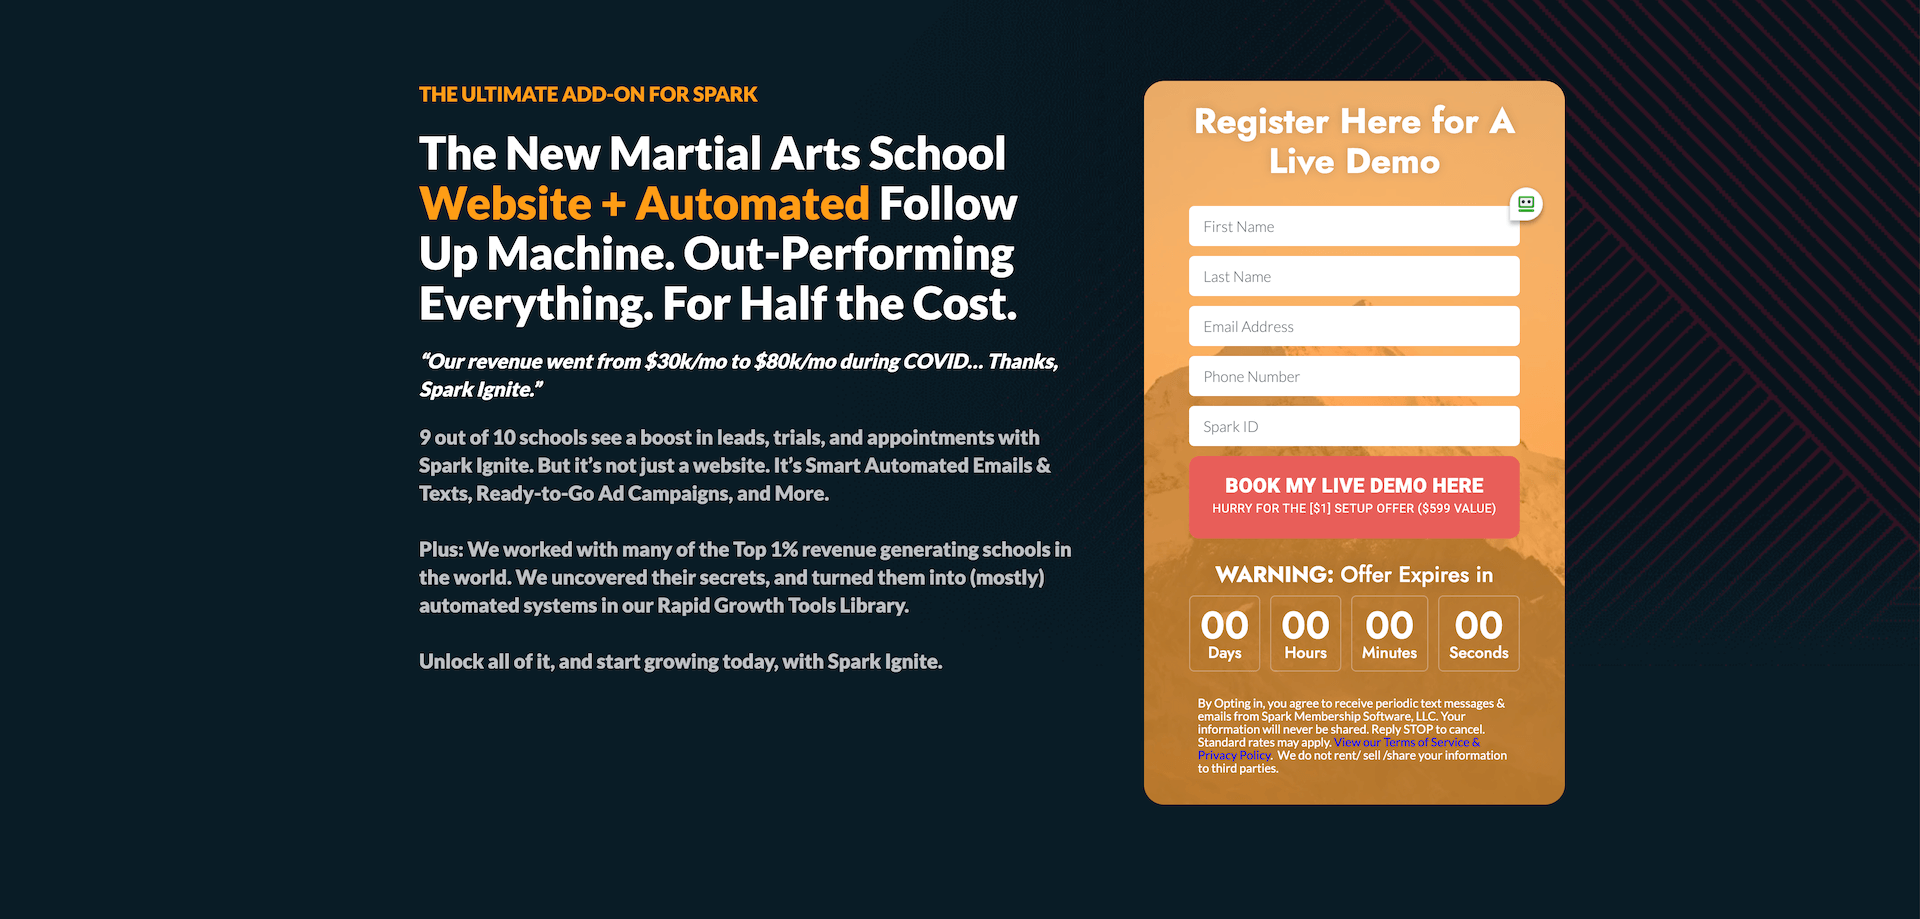 THE ULTIMATE ADD-ON FOR SPARK
The New Martial Arts School
Website + Automated Follow
Up Machine. Out-Performing
Everything. For Half the Cost.
“Our revenue went from $30k/mo to $80k/mo during COVID... Thanks,
Spark Ignite.”
9 out of 10 schools see a boost in leads, trials, and appointments with
Spark Ignite. But it’s not just a website. It’s Smart Automated Emails &
Texts, Ready-to-Go Ad Campaigns, and More.
Plus: We worked with many of the Top 1% revenue generating schools in
the world. We uncovered their secrets, and turned them into (mostly)
automated systems in our Rapid Growth Tools Library.
Unlock all of it, and start growing today, with Spark Ignite.
Register Here for A
Live Demo
First Name
Last Name
Email Address
Phone Number
Spark ID
BOOK MY LIVE DEMO HERE
HURRY FOR THE [$1] SETUP OFFER ($599 VALUE)
WARNING: Offer Expires in
00 00 00 00
Days Hours Minutes Seconds
By Opting in, you agree to receive periodic text messages &
emails from Spark Membership Software, LLC. Your
information will never be shared. Reply STOP to cancel.
Standard rates may apply. View our Terms of Service &
Privacy Policy. We do not rent/ sell /share your information
to third parties.